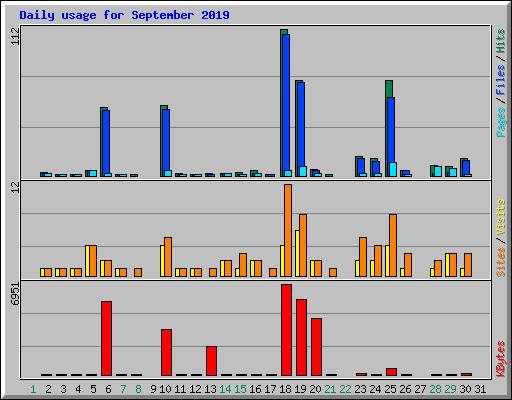 Daily usage for September 2019
112
Pages / Files / Hits
12
Sites / Visits
6951
KBytes
1 2 3 4 5 6 7 8 9 10 11 12 13 14 15 16 17 18 19 20 21 22 23 24 25 26 27 28 29 30 31